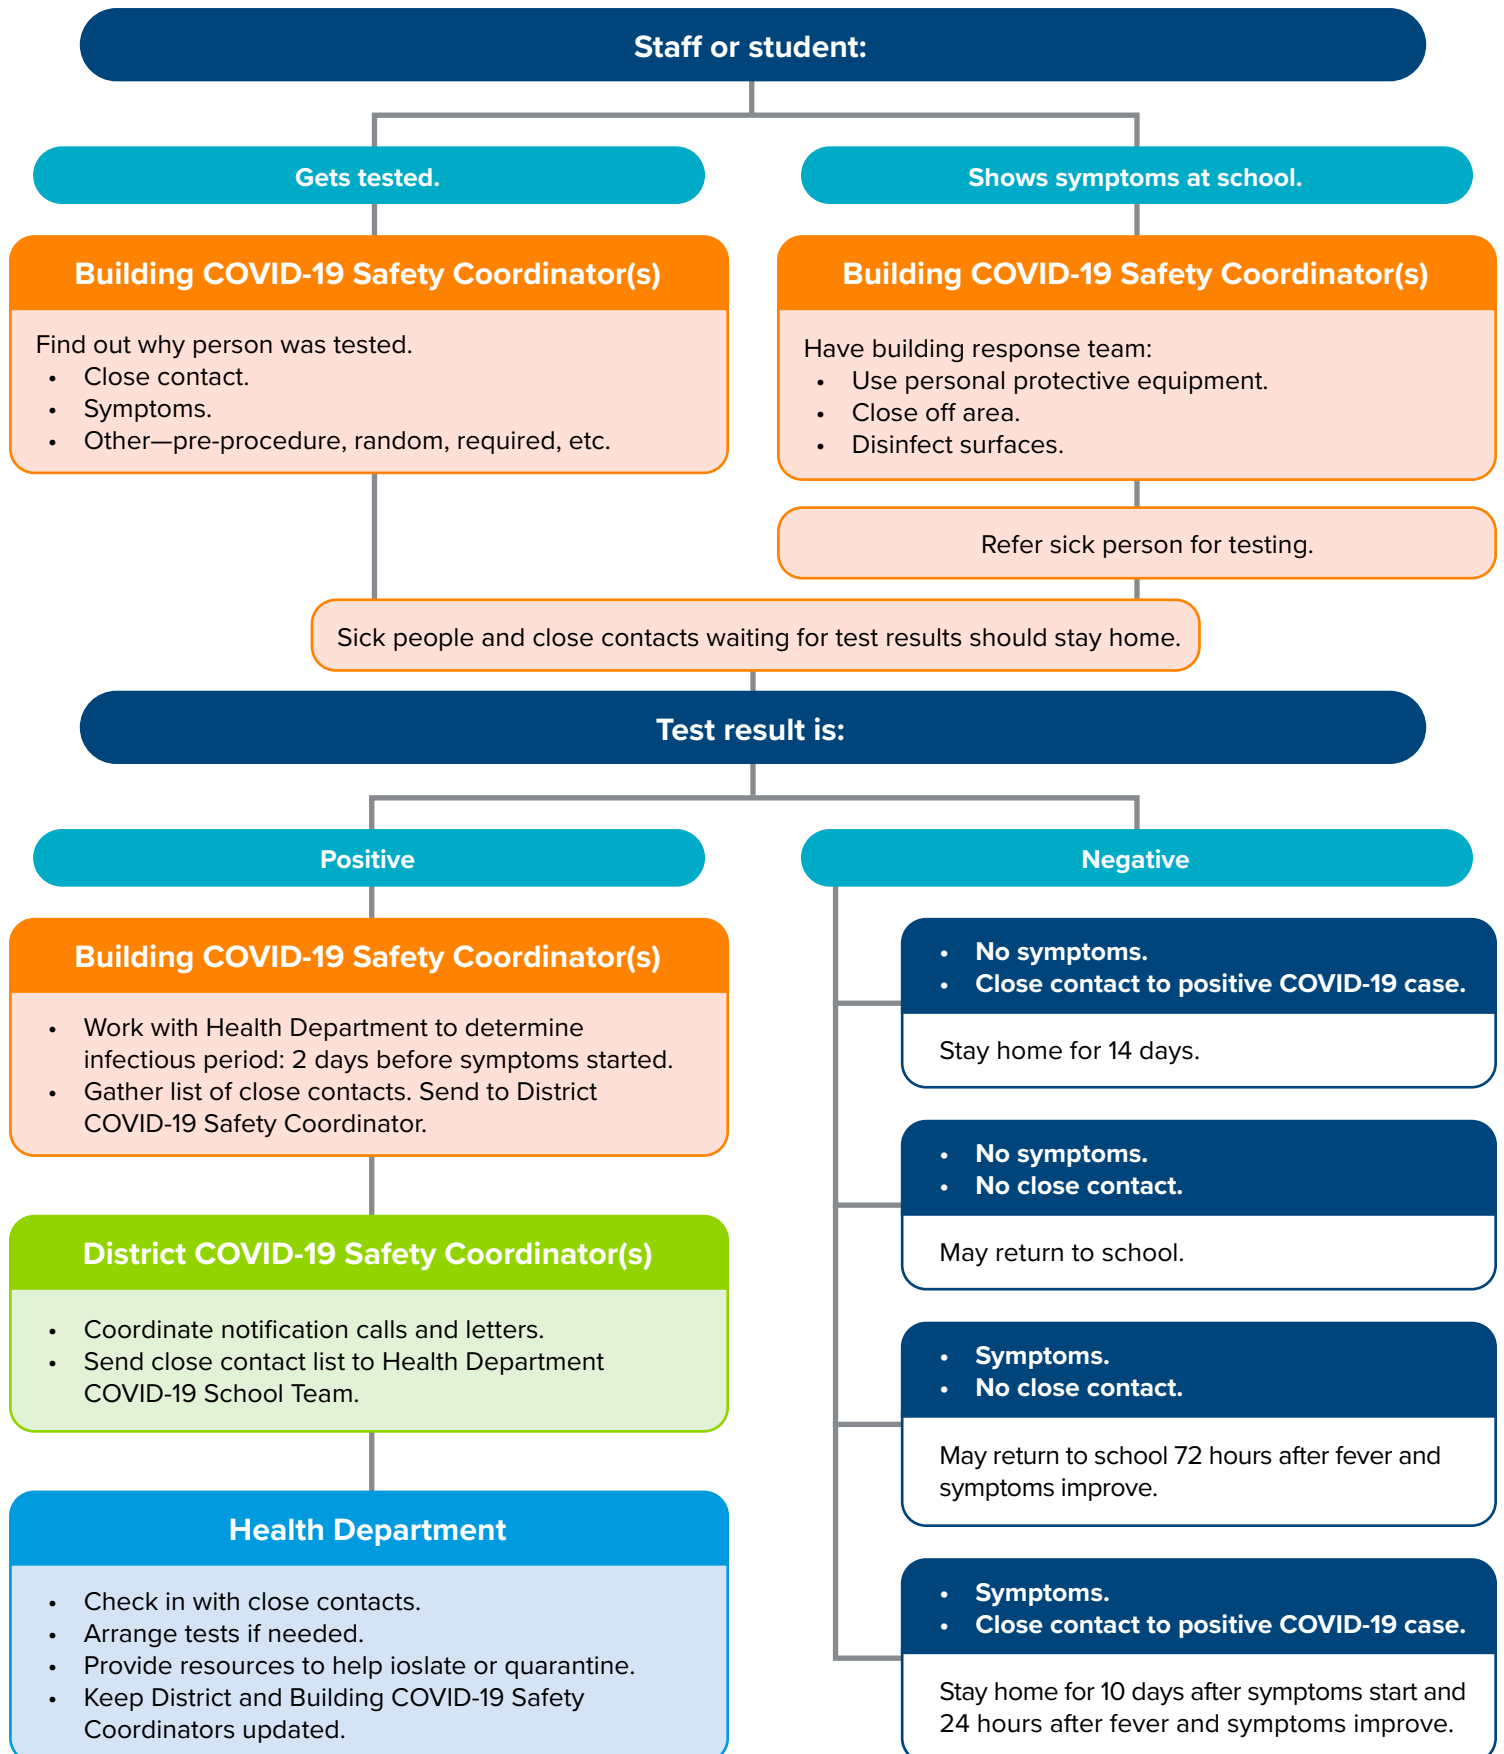 Staff or student:
Gets tested.
Shows symptoms at school.
Building COVID-19 Safety Coordinator(s)
Find out why person was tested.
• Close contact.
• Symptoms.
• Other—pre-procedure, random, required, etc.
Building COVID-19 Safety Coordinator(s)
Have building response team:
• Use personal protective equipment.
• Close off area.
• Disinfect surfaces.
Refer sick person for testing.
Sick people and close contacts waiting for test results should stay home.
Test result is:
Positive
Negative
Building COVID-19 Safety Coordinator(s)
• Work with Health Department to determine
infectious period: 2 days before symptoms started.
• Gather list of close contacts. Send to District
COVID-19 Safety Coordinator.
District COVID-19 Safety Coordinator(s)
• Coordinate notification calls and letters.
• Send close contact list to Health Department
COVID-19 School Team.
Health Department
• Check in with close contacts.
• Arrange tests if needed.
• Provide resources to help ioslate or quarantine.
• Keep District and Building COVID-19 Safety
Coordinators updated.
• No symptoms.
• Close contact to positive COVID-19 case.
Stay home for 14 days.
• No symptoms.
• No close contact.
May return to school.
• Symptoms.
• No close contact.
May return to school 72 hours after fever and
symptoms improve.
• Symptoms.
• Close contact to positive COVID-19 case.
Stay home for 10 days after symptoms start and
24 hours after fever and symptoms improve.